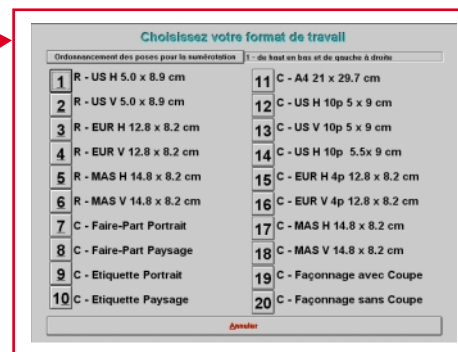 Choisissez votre format de travail
Ordonnancement des poses pour la numérotation
1 - de haut en bas et de gauche à droite
1 R - US H 5.0 x 8.9 cm
2 R - US V 5.0 x 8.9 cm
3 R - EUR H 12.8 x 8.2 cm
4 R - EUR V 12.8 x 8.2 cm
5 R - MAS H 14.8 x 8.2 cm
6 R - MAS V 14.8 x 8.2 cm
7 C - Faire-Part Portrait
8 C - Faire-Part Paysage
9 C - Etiquette Portrait
10 C - Etiquette Paysage
11 C - A4 21 x 29.7 cm
12 C - US H 10p 5 x 9 cm
13 C - US V 10p 5 x 9 cm
14 C - US H 10p 5.5x 9 cm
15 C - EUR H 4p 12.8 x 8.2 cm
16 C - EUR V 4p 12.8 x 8.2 cm
17 C - MAS H 14.8 x 8.2 cm
18 C - MAS V 14.8 x 8.2 cm
19 C - Façonnage avec Coupe
20 C - Façonnage sans Coupe
Annuler